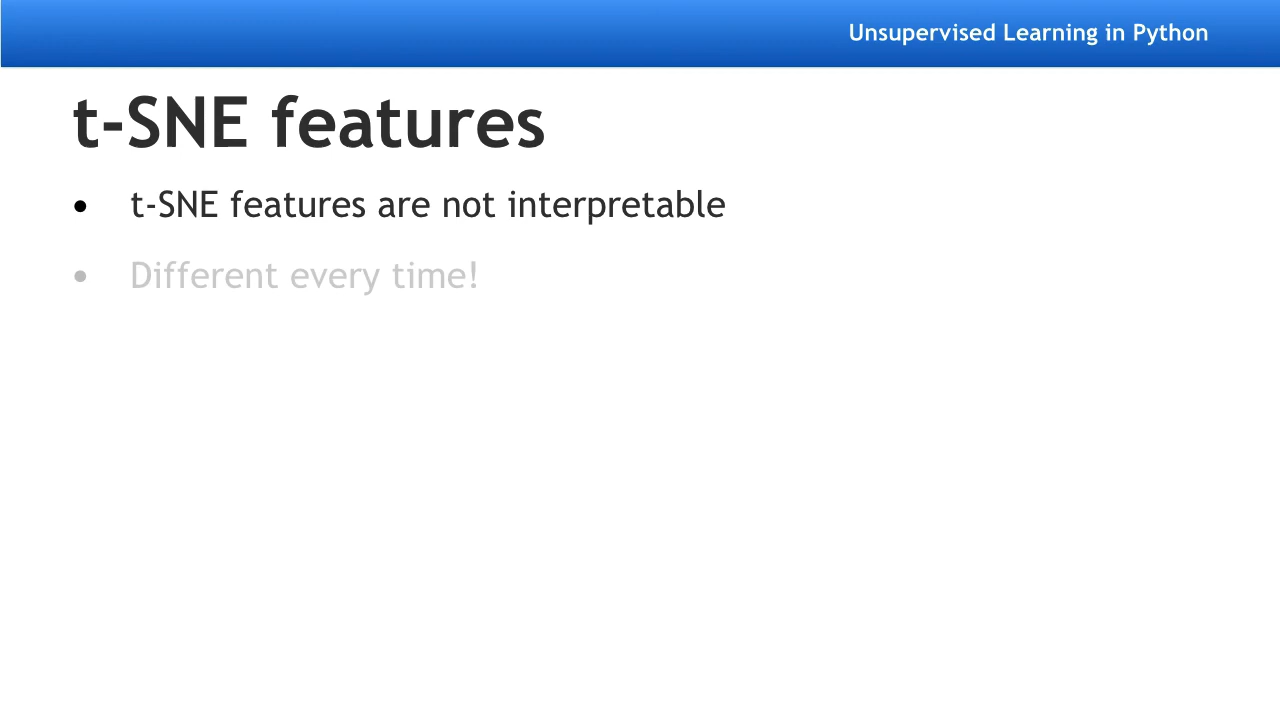 Unsupervised Learning in Python
t-SNE features
• t-SNE features are not interpretable
• Different every time!